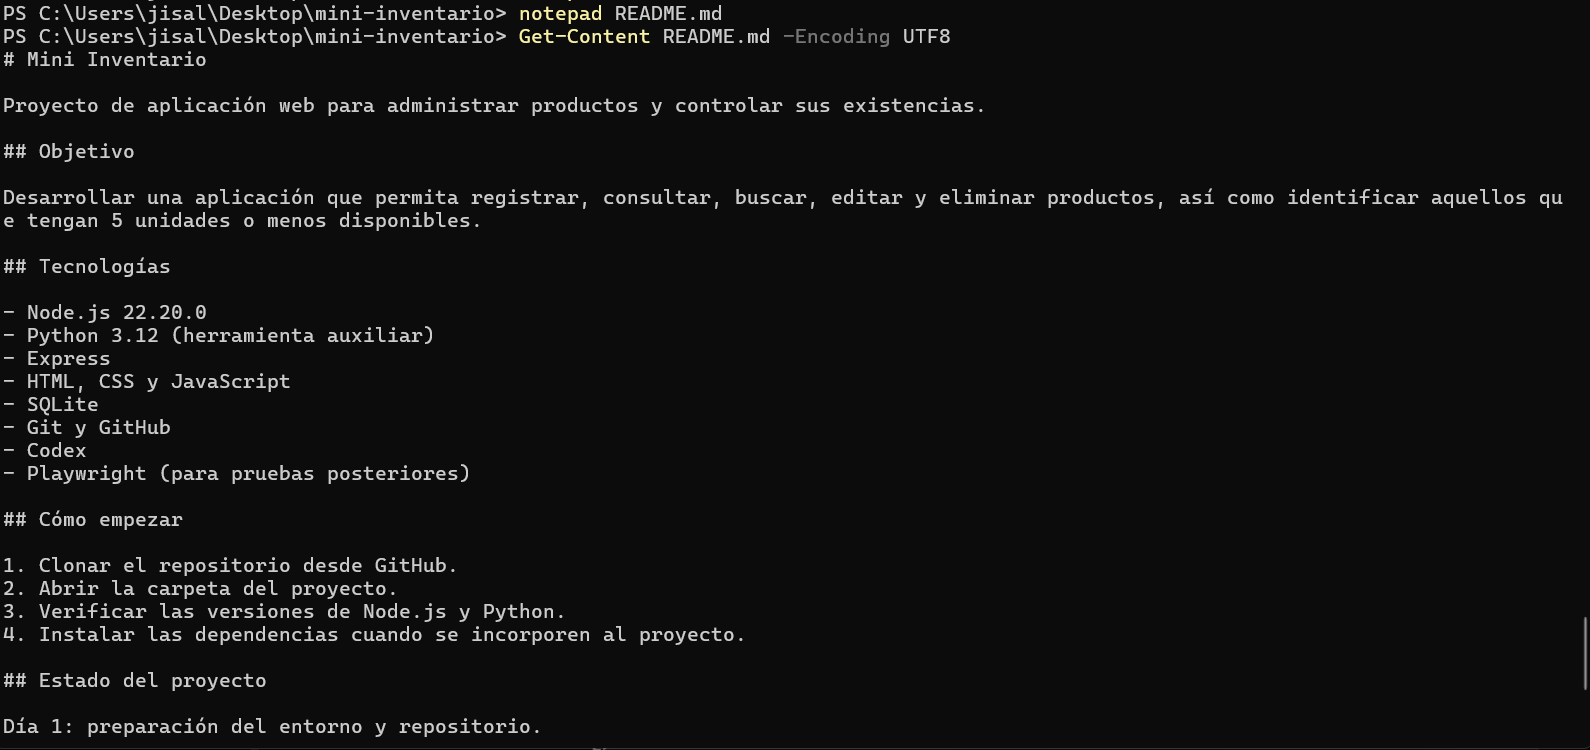 PS C:\Users\jisal\Desktop\mini-inventario> notepad README.md
PS C:\Users\jisal\Desktop\mini-inventario> Get-Content README.md -Encoding UTF8
# Mini Inventario
Proyecto de aplicación web para administrar productos y controlar sus existencias.
## Objetivo
Desarrollar una aplicación que permita registrar, consultar, buscar, editar y eliminar productos, así como identificar aquellos qu
e tengan 5 unidades o menos disponibles.
## Tecnologías
- Node.js 22.20.0
- Python 3.12 (herramienta auxiliar)
- Express
- HTML, CSS y JavaScript
- SQLite
- Git y GitHub
- Codex
- Playwright (para pruebas posteriores)
## Cómo empezar
1. Clonar el repositorio desde GitHub.
2. Abrir la carpeta del proyecto.
3. Verificar las versiones de Node.js y Python.
4. Instalar las dependencias cuando se incorporen al proyecto.
## Estado del proyecto
Día 1: preparación del entorno y repositorio.